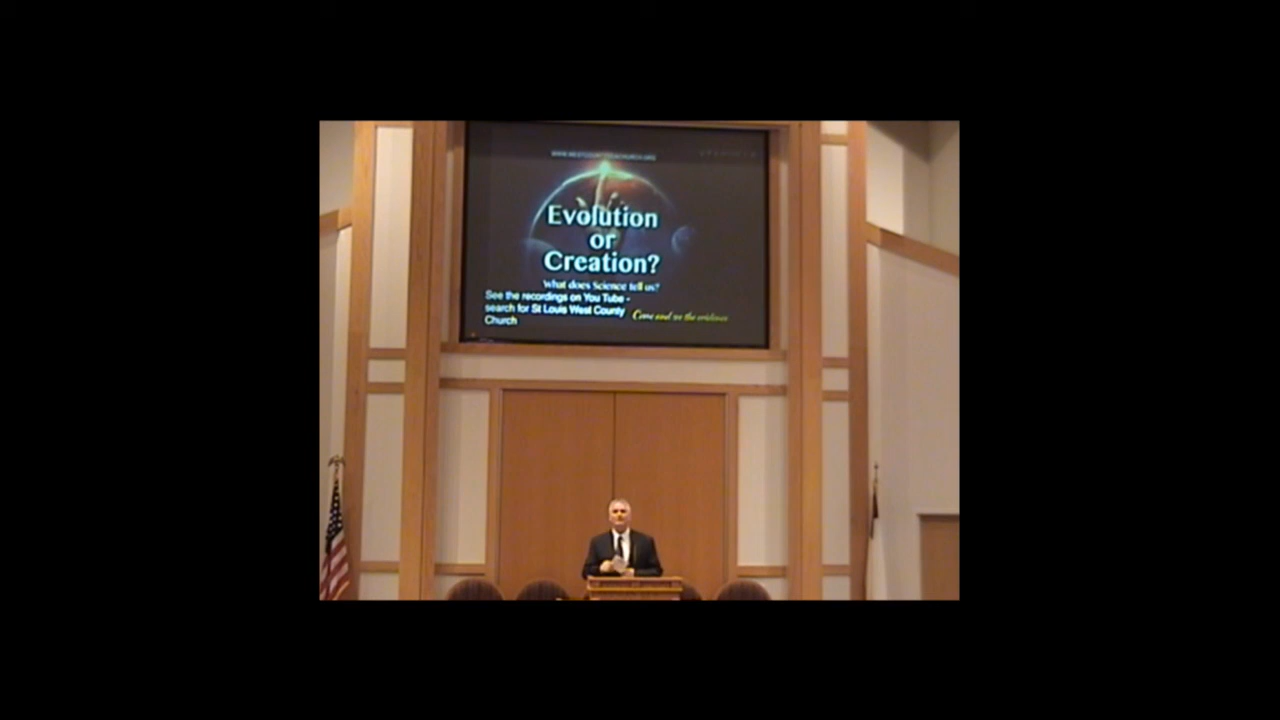 Evolution
or
Creation?
What does Science tell us?
See the recordings on You Tube -
search for St Louis West County
Church
Come and see the evidence